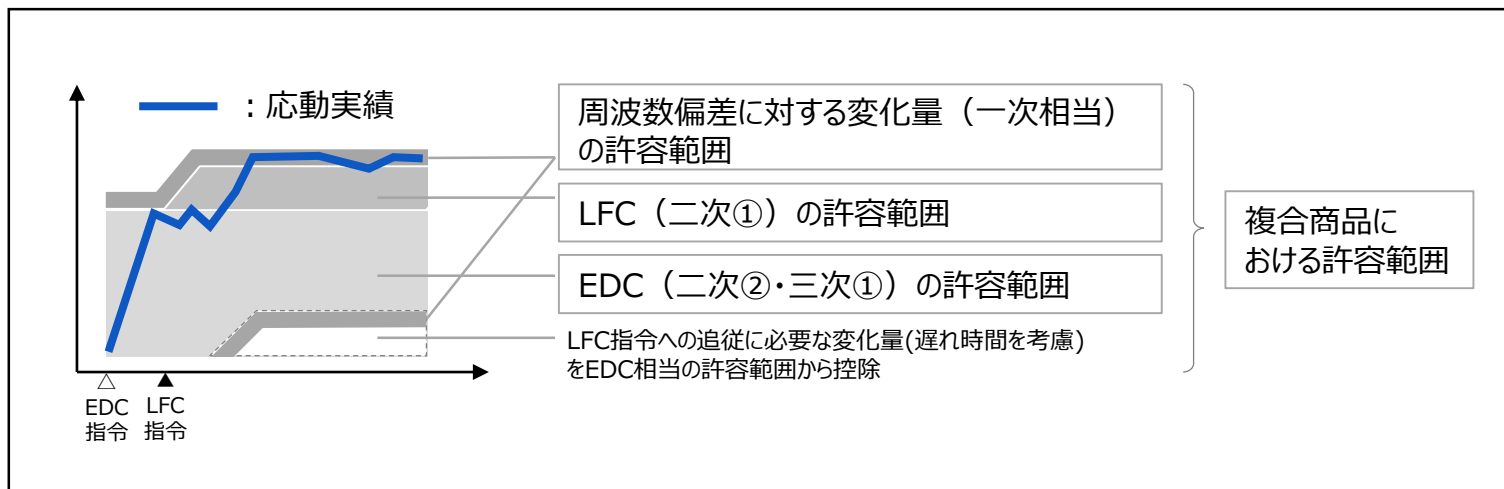 ：応動実績
周波数偏差に対する変化量（一次相当）
の許容範囲
LFC（二次①）の許容範囲
EDC（二次②・三次①）の許容範囲
LFC指令への追従に必要な変化量(遅れ時間を考慮)
をEDC相当の許容範囲から控除
複合商品に
おける許容範囲
△
EDC
指令
▲
LFC
指令